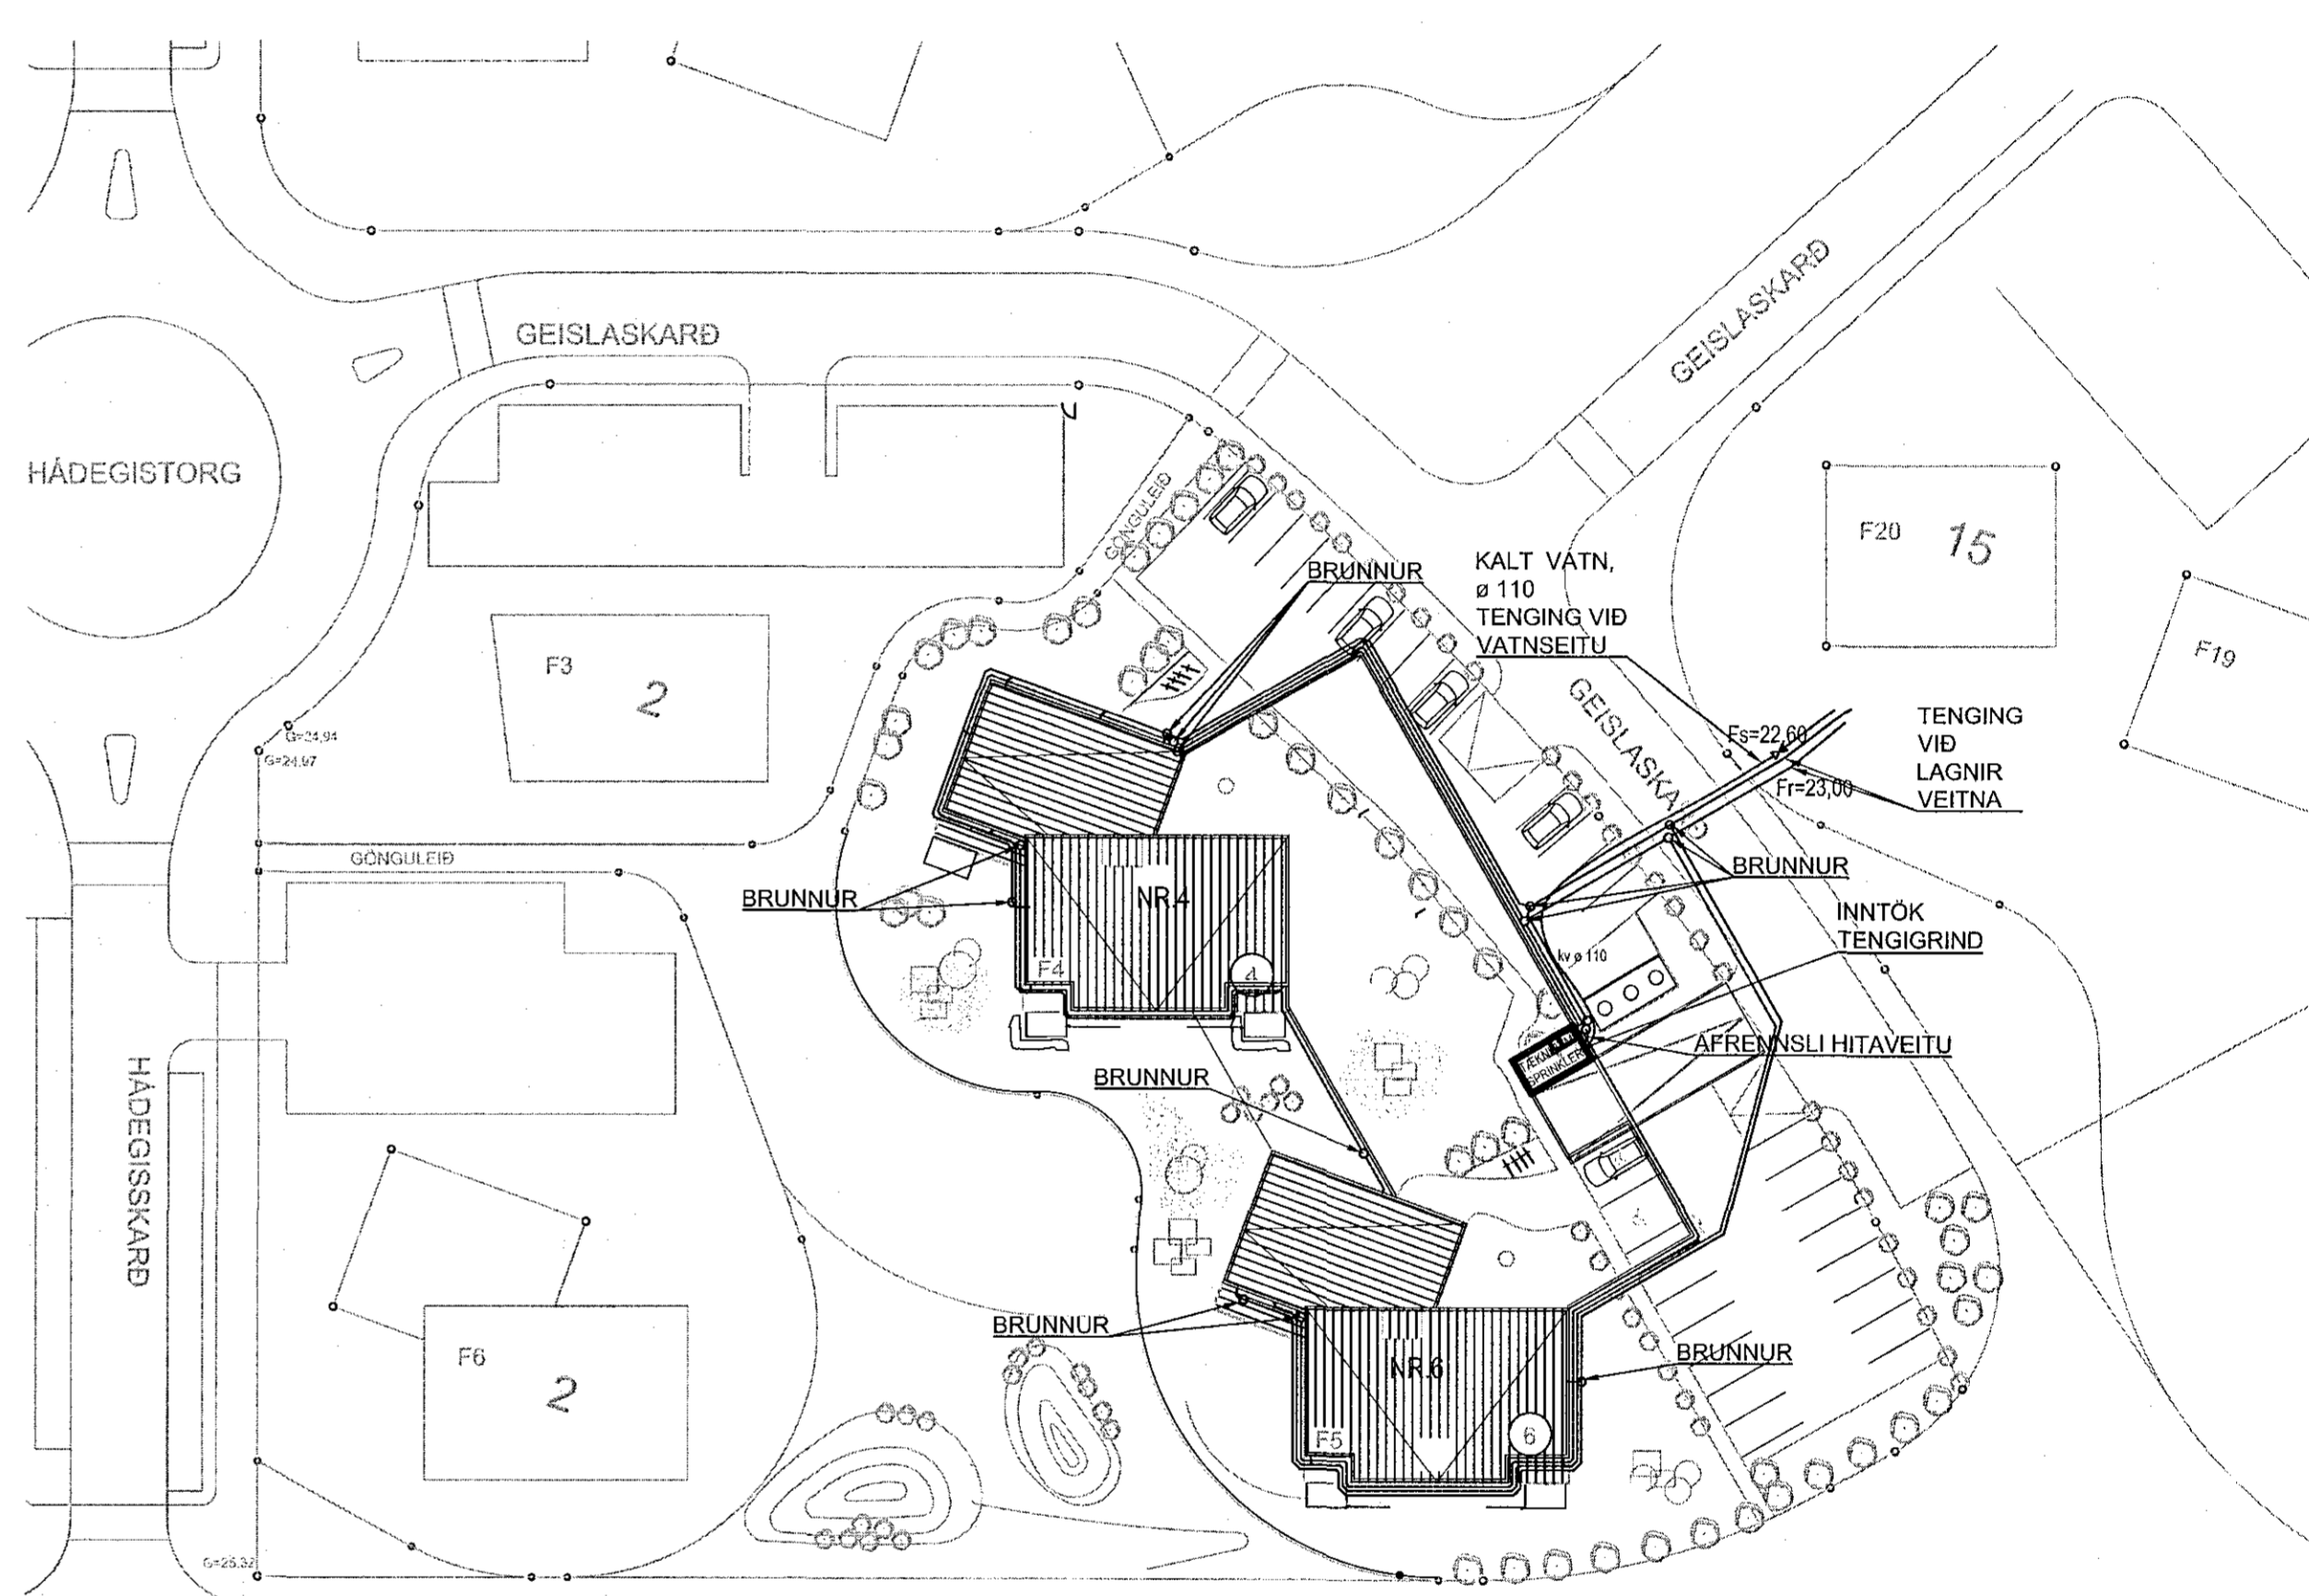 GEISLASKARÐ
GEISLASKARÐ
HÁDEGISTORG
GÖNGULEIÐ
F20
15
BRUNNUR
KALT VATN,
ø 110
TENGING VIÐ
VATNSEITU
F19
F3
2
GEISLASKA
G=24,94
G=24,97
Fs=22,60
Fr=23,00
TENGING
VIÐ
LAGNIR
VEITNA
GÖNGULEIÐ
BRUNNUR
BRUNNUR
NR.4
INNTÖK
TENGIGRIND
F4
4
kv ø 110
AFRENNSLI HITAVEITU
SPRINKLER
HÁDEGISSKARÐ
BRUNNUR
BRUNNUR
BRUNNUR
F6
2
NR.6
F5
6
G=25,32